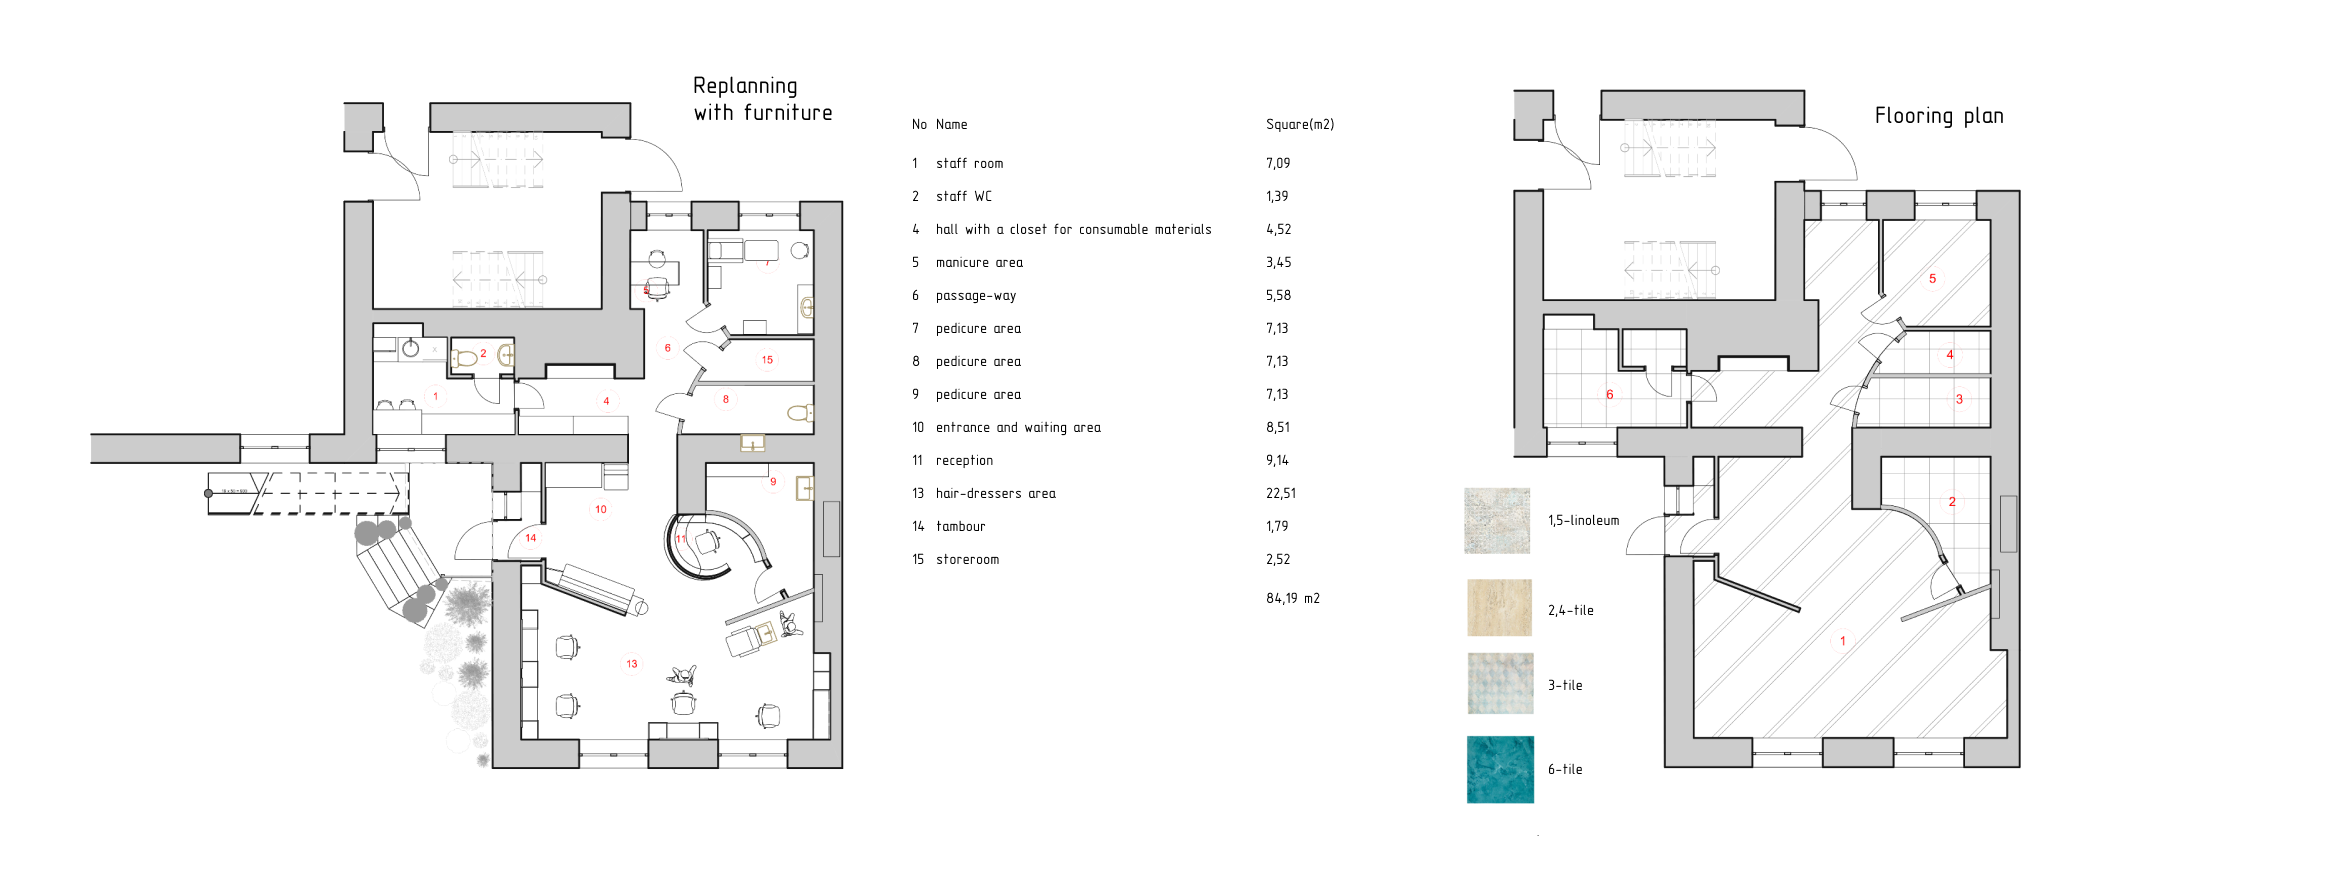 Replanning
with furniture
No Name Square(m2)
1 staff room 7,09
2 staff WC 1,39
4 hall with a closet for consumable materials 4,52
5 manicure area 3,45
6 passage-way 5,58
7 pedicure area 7,13
8 pedicure area 7,13
9 pedicure area 7,13
10 entrance and waiting area 8,51
11 reception 9,14
13 hair-dressers area 22,51
14 tambour 1,79
15 storeroom 2,52
84,19 m2
7
5
6
2
15
1
4
8
9
10
11
14
13
Flooring plan
5
4
3
6
2
1
1,5-linoleum
2,4-tile
3-tile
6-tile